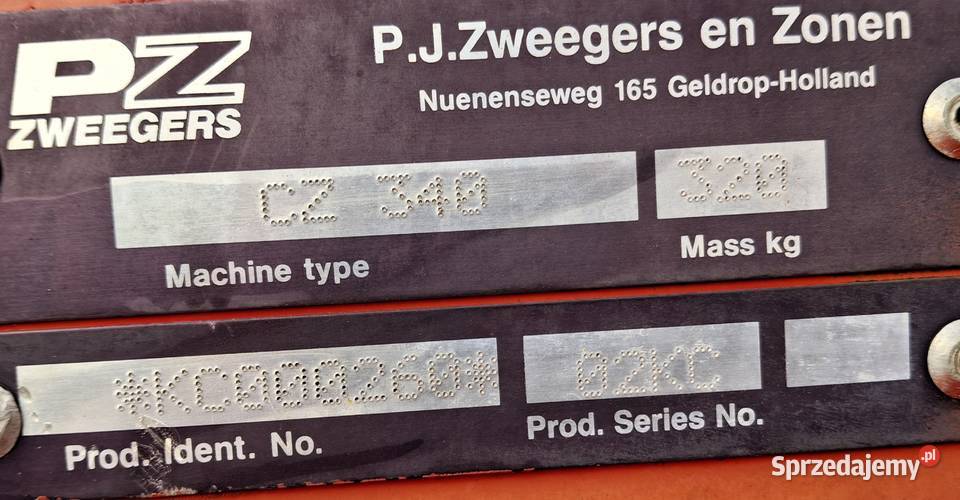 PZ
ZWEEGERS
P.J.Zweegers en Zonen
Nuenenseweg 165 Geldrop-Holland
CZ 340
320
Machine type
Mass kg
*KC000260*
02KC
Prod. Ident. No.
Prod. Series No.
Sprzedajemy.pl